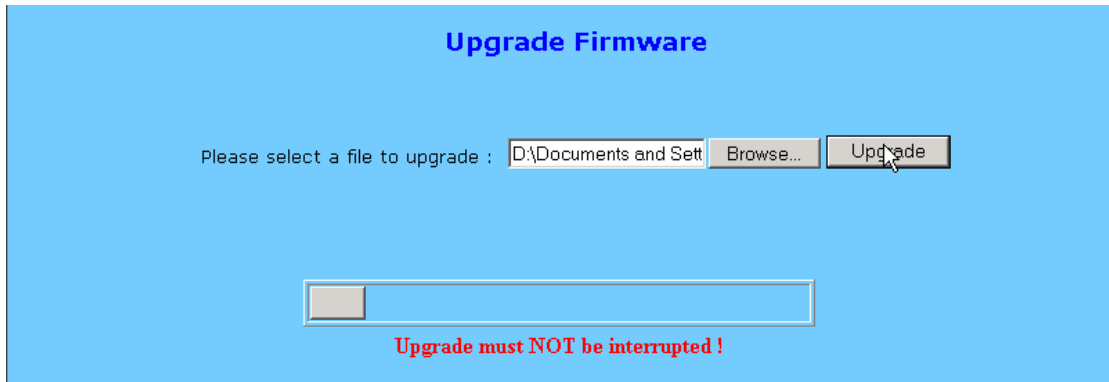 Upgrade Firmware
Please select a file to upgrade : D:\Documents and Sett Browse... Upgrade
Upgrade must NOT be interrupted !